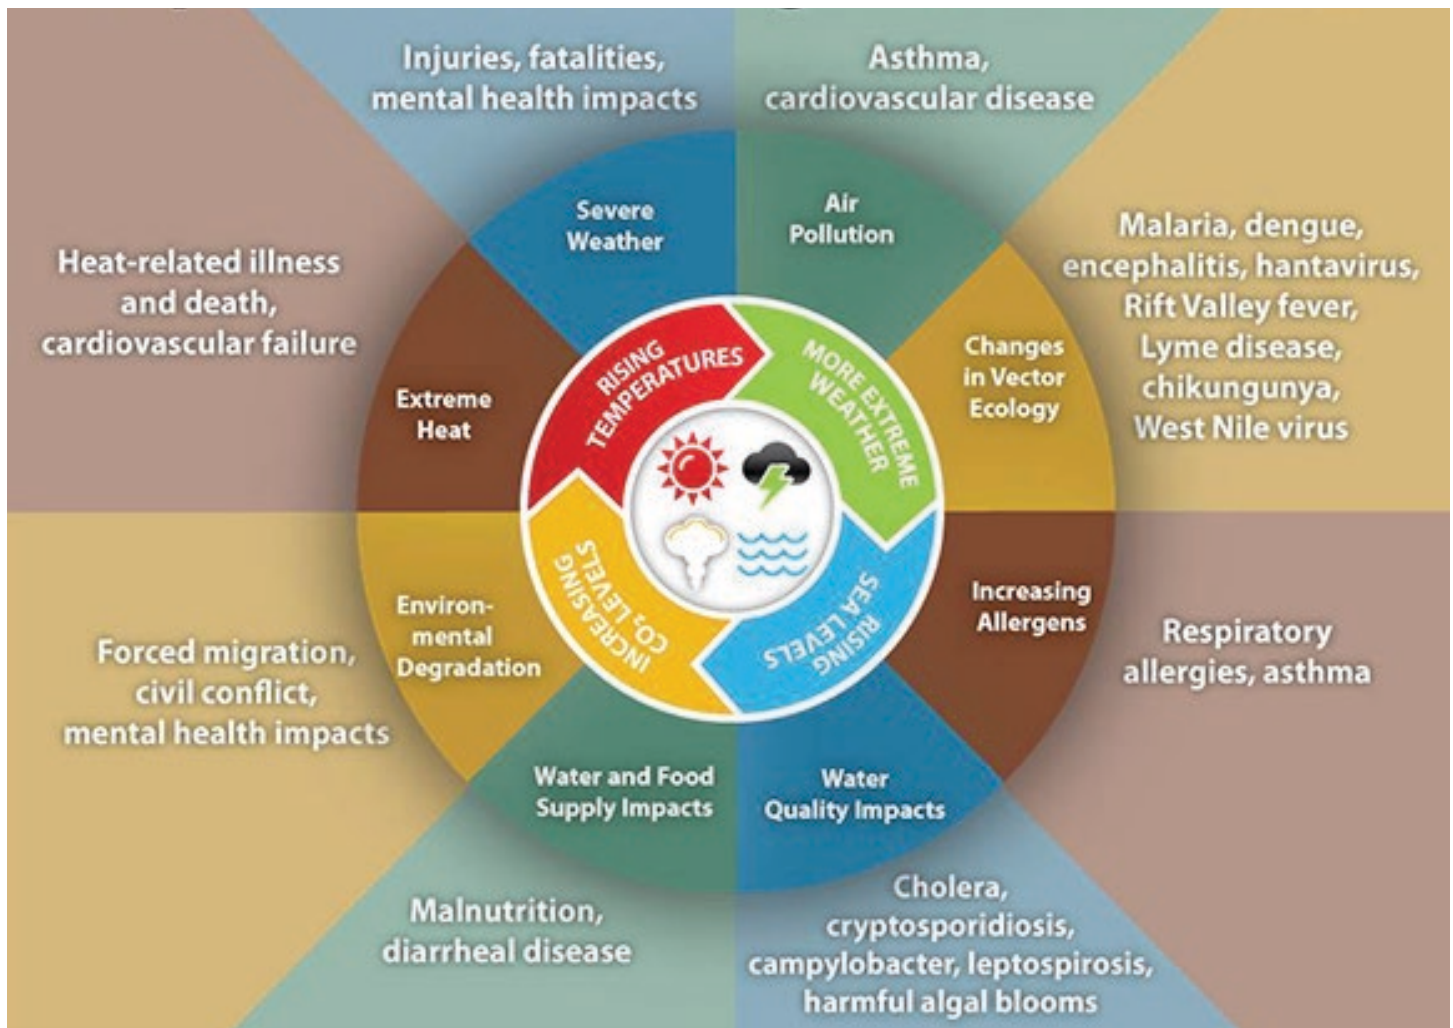 Injuries, fatalities,
mental health impacts
Asthma,
cardiovascular disease
Severe
Weather
Air
Pollution
Malaria, dengue,
encephalitis, hantavirus,
Rift Valley fever,
Lyme disease,
chikungunya,
West Nile virus
Changes
in Vector
Ecology
Increasing
Allergens
Respiratory
allergies, asthma
Water
Quality Impacts
Cholera,
cryptosporidiosis,
campylobacter, leptospirosis,
harmful algal blooms
Water and Food
Supply Impacts
Malnutrition,
diarrheal disease
Environ-
mental
Degradation
Forced migration,
civil conflict,
mental health impacts
Extreme
Heat
Heat-related illness
and death,
cardiovascular failure
RISING
TEMPERATURES
MORE EXTREME
WEATHER
RISING
SEA LEVELS
INCREASING
CO₂ LEVELS